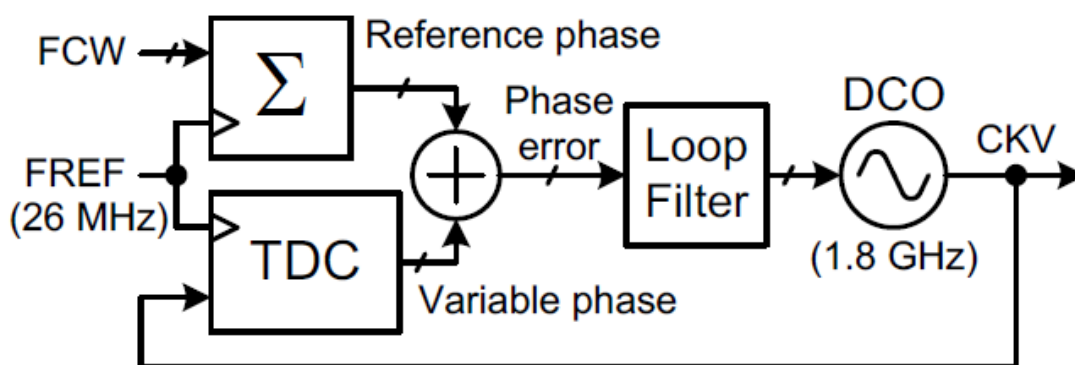 FCW
Σ
Reference phase
FREF
(26 MHz)
TDC
Variable phase
Phase
error
Loop
Filter
DCO
(1.8 GHz)
CKV